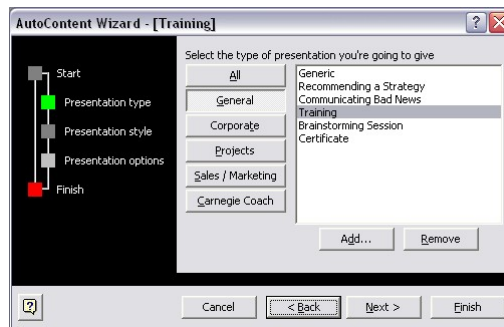 AutoContent Wizard - [Training]
Start
Presentation type
Presentation style
Presentation options
Finish
Select the type of presentation you're going to give
All
General
Corporate
Projects
Sales / Marketing
Carnegie Coach
Generic
Recommending a Strategy
Communicating Bad News
Training
Brainstorming Session
Certificate
Add...
Remove
Cancel
< Back
Next >
Finish